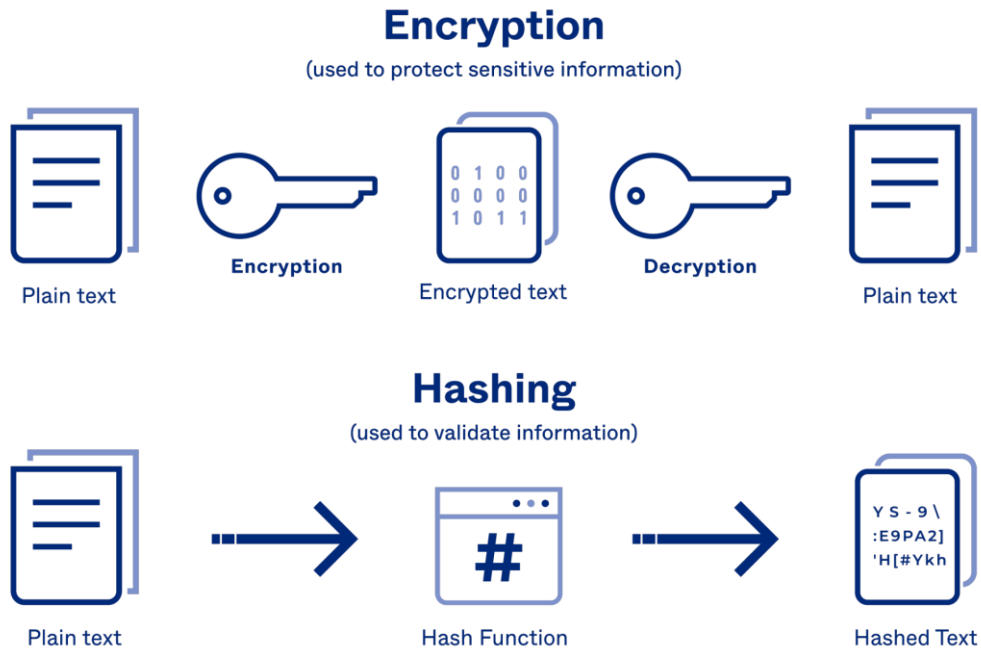 Encryption
(used to protect sensitive information)
0 1 0 0
0 0 0 0
1 0 1 1
Encryption
Decryption
Plain text
Encrypted text
Plain text
Hashing
(used to validate information)
#
Y S - 9 \
:E9PA2]
'H[#Ykh
Plain text
Hash Function
Hashed Text